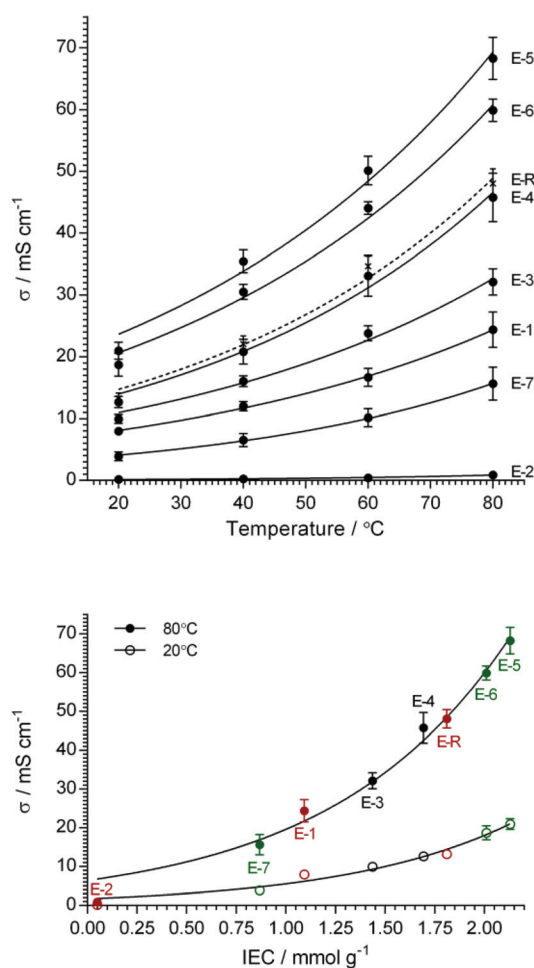 70
60
50
40
30
20
10
0
σ / mS cm⁻¹
E-5
E-6
E-R
E-4
E-3
E-1
E-7
E-2
20 30 40 50 60 70 80
Temperature / °C
80°C
20°C
70
60
50
40
30
20
10
0
σ / mS cm⁻¹
E-5
E-6
E-4
E-R
E-3
E-1
E-7
E-2
0.00 0.25 0.50 0.75 1.00 1.25 1.50 1.75 2.00
IEC / mmol g⁻¹